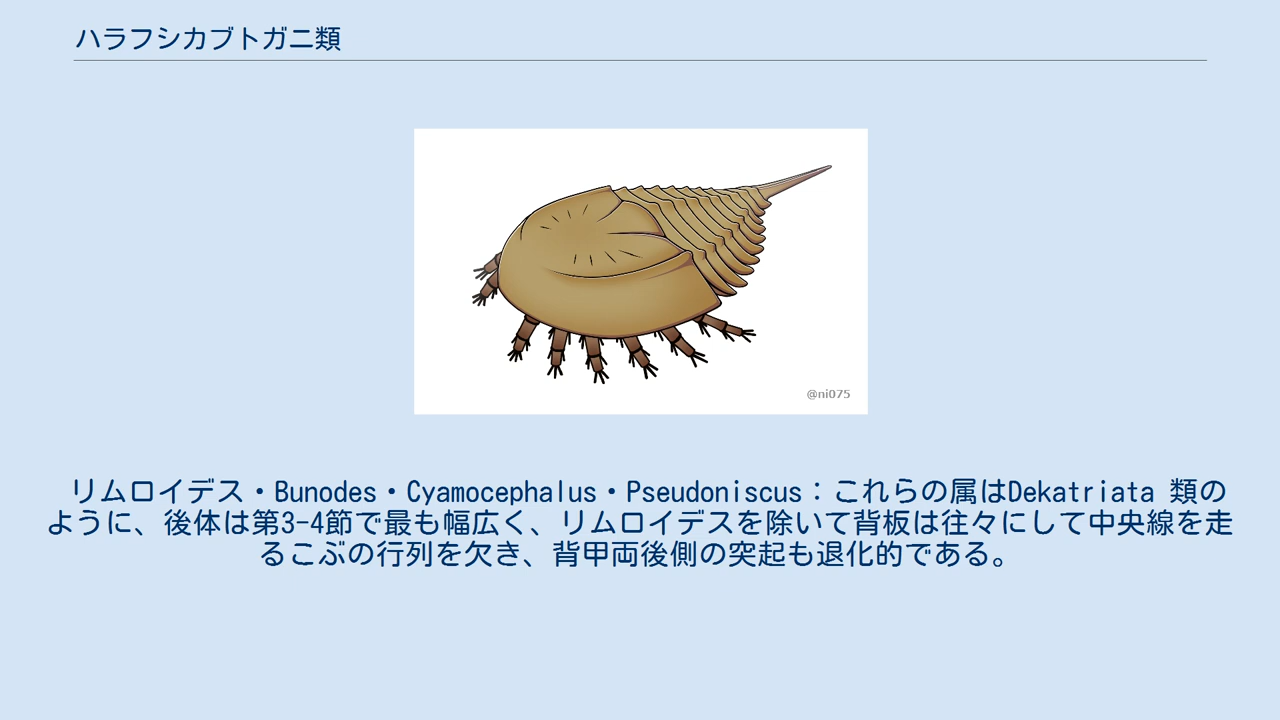 ハラフシカブトガニ類
@ni075
リムロイデス・Bunodes・Cyamocephalus・Pseudoniscus：これらの属はDekatriata 類の
ように、後体は第3-4節で最も幅広く、リムロイデスを除いて背板は往々にして中央線を走
るこぶの行列を欠き、背甲両後側の突起も退化的である。